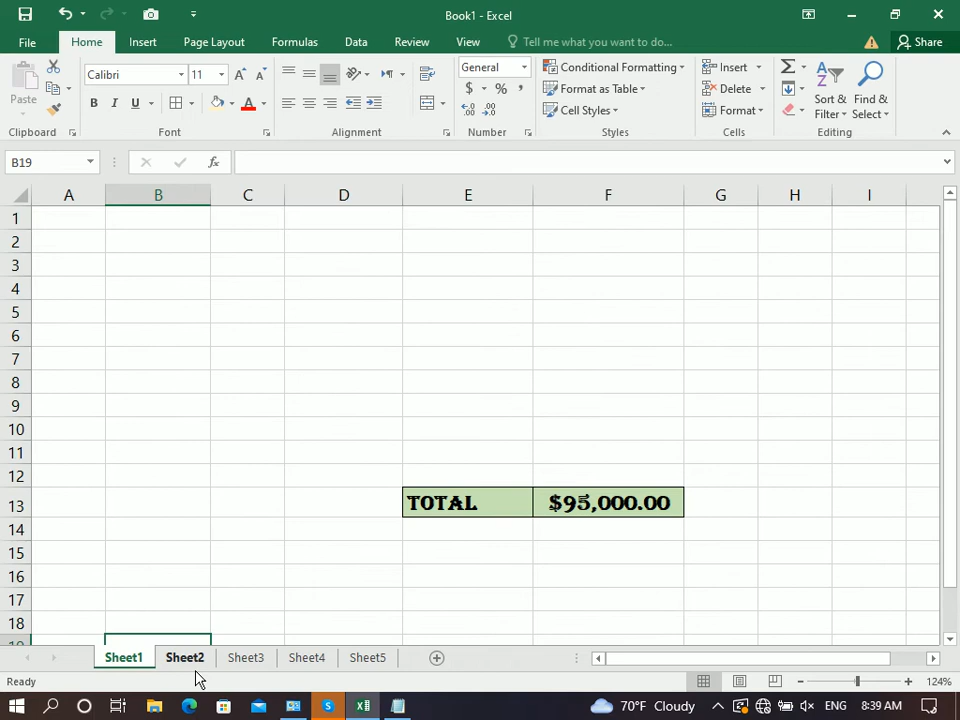 Book1 - Excel
File Home Insert Page Layout Formulas Data Review View Tell me what you want to do... Share
Calibri 11 A A General Conditional Formatting Insert Σ A Z
Paste B I U A $ % , Format as Table Delete Sort & Find &
.0 .00 Cell Styles Format Filter Select
Clipboard Font Alignment Number Styles Cells Editing
B19 fx
A B C D E F G H I
1
2
3
4
5
6
7
8
9
10
11
12
13 TOTAL $95,000.00
14
15
16
17
18
19
Sheet1 Sheet2 Sheet3 Sheet4 Sheet5
Ready 124%
70°F Cloudy ENG 8:39 AM